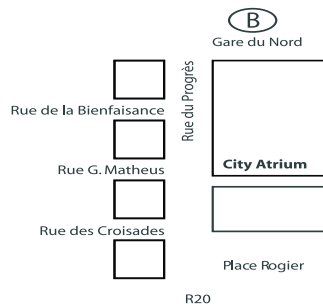 B
Gare du Nord
Rue du Progrès
Rue de la Bienfaisance
City Atrium
Rue G. Matheus
Rue des Croisades
Place Rogier
R20